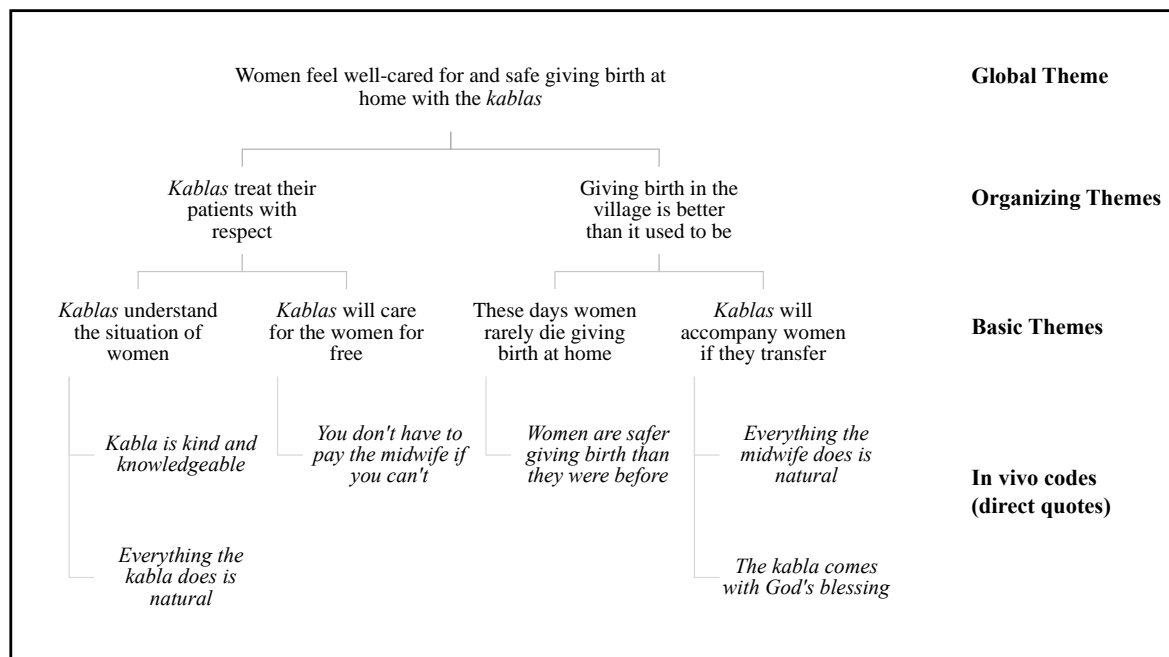 Women feel well-cared for and safe giving birth at
home with the kablas
Global Theme
Kablas treat their
patients with
respect
Giving birth in the
village is better
than it used to be
Organizing Themes
Kablas understand
the situation of
women
Kablas will care
for the women for
free
These days women
rarely die giving
birth at home
Kablas will
accompany women
if they transfer
Basic Themes
Kabla is kind and
knowledgeable
You don't have to
pay the midwife if
you can't
Women are safer
giving birth than
they were before
Everything the
midwife does is
natural
In vivo codes
(direct quotes)
Everything the
kabla does is
natural
The kabla comes
with God's blessing